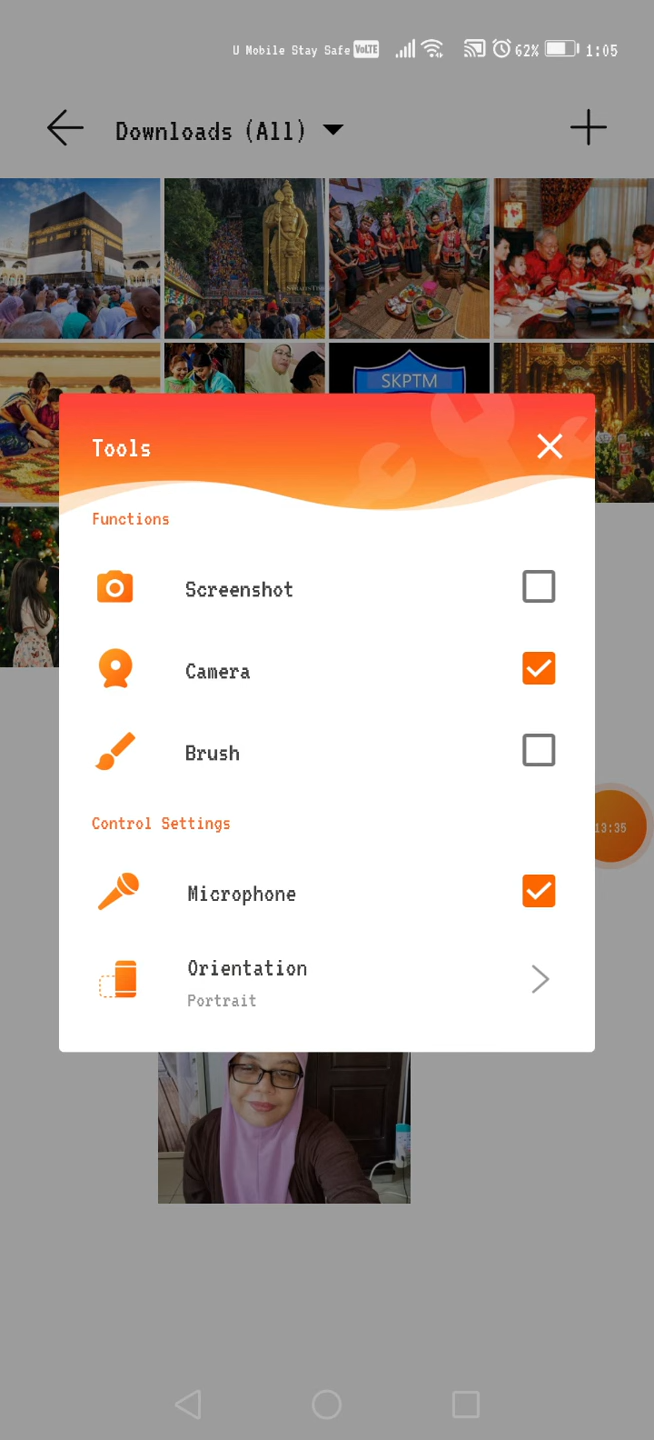 U Mobile Stay Safe VoLTE 62% 1:05
Downloads (All)
SKPTM
Tools
Functions
Screenshot
Camera
Brush
13:35
Control Settings
Microphone
Orientation
Portrait